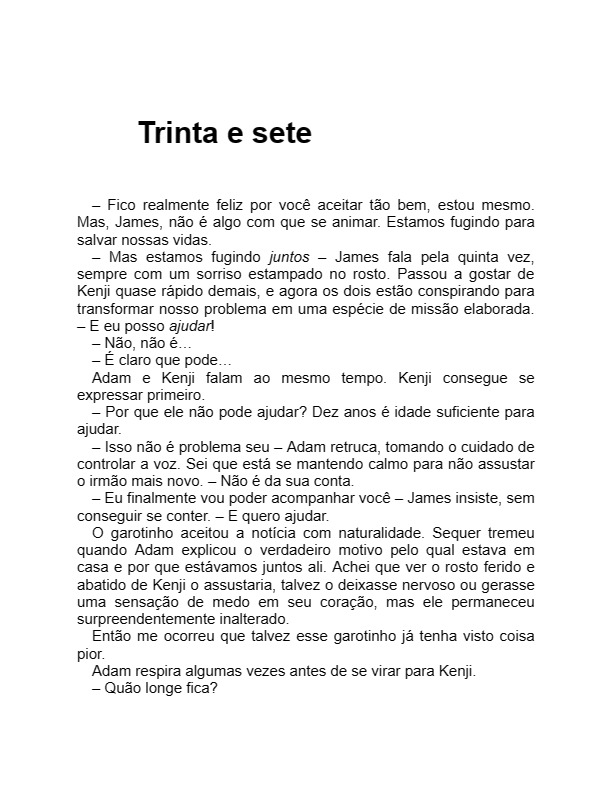 Trinta e sete
– Fico realmente feliz por você aceitar tão bem, estou mesmo.
Mas, James, não é algo com que se animar. Estamos fugindo para
salvar nossas vidas.
– Mas estamos fugindo juntos – James fala pela quinta vez,
sempre com um sorriso estampado no rosto. Passou a gostar de
Kenji quase rápido demais, e agora os dois estão conspirando para
transformar nosso problema em uma espécie de missão elaborada.
– E eu posso ajudar!
– Não, não é…
– É claro que pode…
Adam e Kenji falam ao mesmo tempo. Kenji consegue se
expressar primeiro.
– Por que ele não pode ajudar? Dez anos é idade suficiente para
ajudar.
– Isso não é problema seu – Adam retruca, tomando o cuidado de
controlar a voz. Sei que está se mantendo calmo para não assustar
o irmão mais novo. – Não é da sua conta.
– Eu finalmente vou poder acompanhar você – James insiste, sem
conseguir se conter. – E quero ajudar.
O garotinho aceitou a notícia com naturalidade. Sequer tremeu
quando Adam explicou o verdadeiro motivo pelo qual estava em
casa e por que estávamos juntos ali. Achei que ver o rosto ferido e
abatido de Kenji o assustaria, talvez o deixasse nervoso ou gerasse
uma sensação de medo em seu coração, mas ele permaneceu
surpreendentemente inalterado.
Então me ocorreu que talvez esse garotinho já tenha visto coisa
pior.
Adam respira algumas vezes antes de se virar para Kenji.
– Quão longe fica?